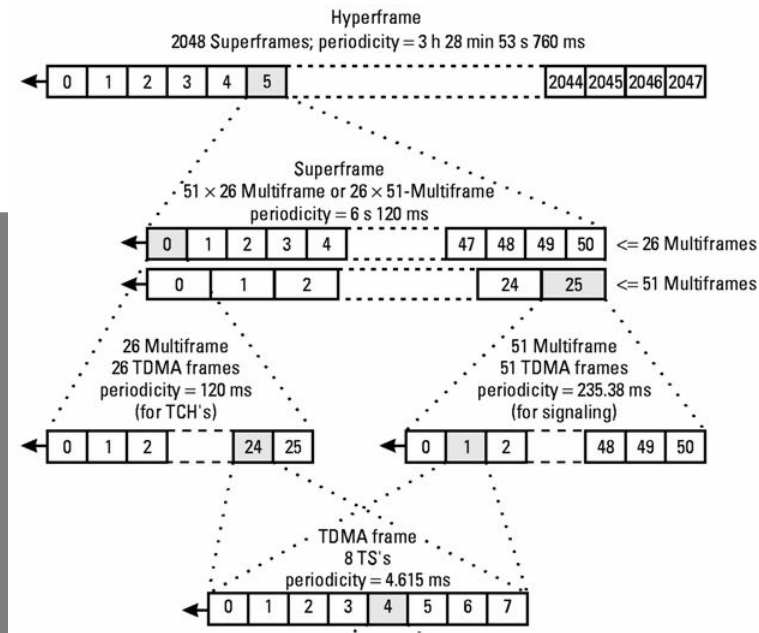 Hyperframe
2048 Superframes; periodicity = 3 h 28 min 53 s 760 ms
0 1 2 3 4 5 2044 2045 2046 2047
Superframe
51 × 26 Multiframe or 26 × 51-Multiframe
periodicity = 6 s 120 ms
0 1 2 3 4 47 48 49 50 <= 26 Multiframes
0 1 2 24 25 <= 51 Multiframes
26 Multiframe
26 TDMA frames
periodicity = 120 ms
(for TCH's)
51 Multiframe
51 TDMA frames
periodicity = 235.38 ms
(for signaling)
0 1 2 24 25
0 1 2 48 49 50
TDMA frame
8 TS's
periodicity = 4.615 ms
0 1 2 3 4 5 6 7